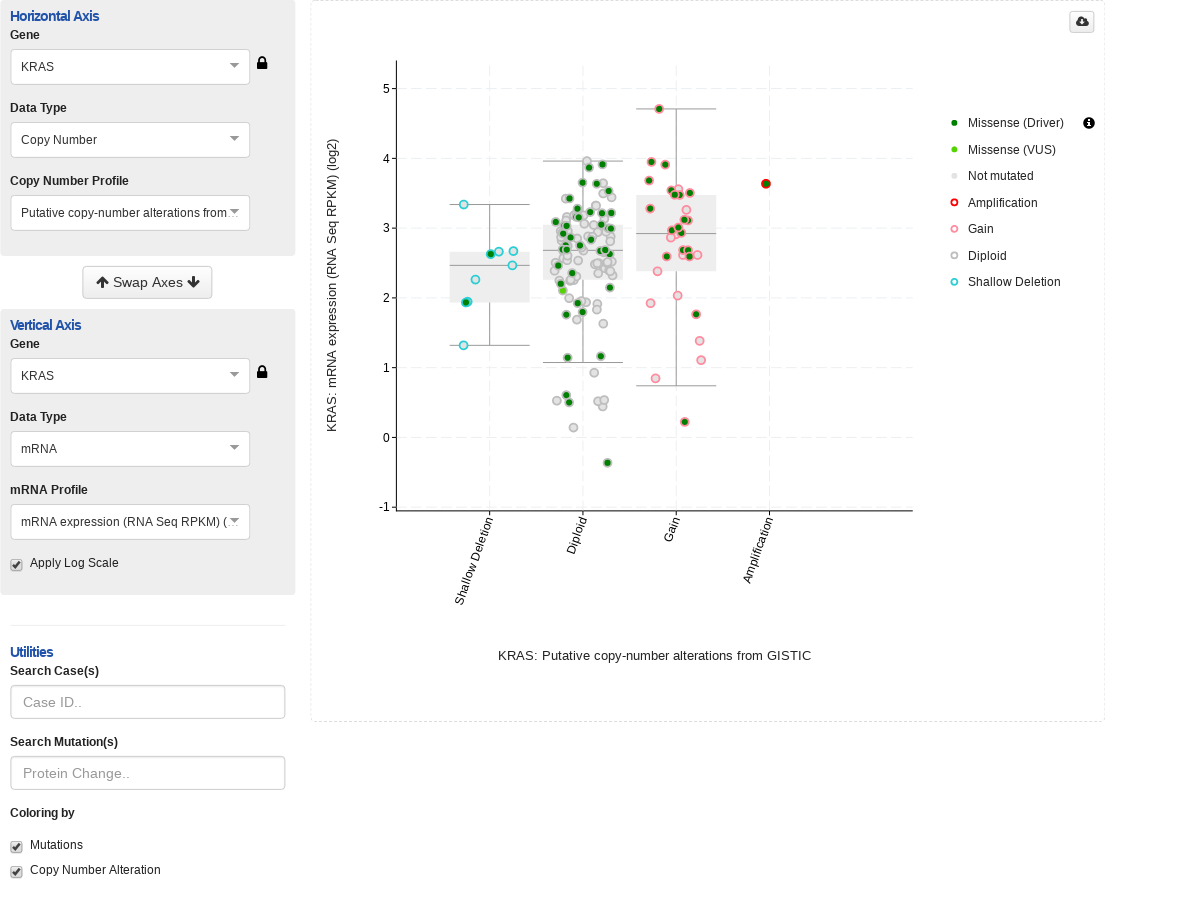 Horizontal Axis
Gene
KRAS
Data Type
Copy Number
Copy Number Profile
Putative copy-number alterations from...
Swap Axes
Vertical Axis
Gene
KRAS
Data Type
mRNA
mRNA Profile
mRNA expression (RNA Seq RPKM) (...
Apply Log Scale
Utilities
Search Case(s)
Case ID..
Search Mutation(s)
Protein Change..
Coloring by
Mutations
Copy Number Alteration
KRAS: mRNA expression (RNA Seq RPKM) (log2)
5
4
3
2
1
0
-1
Shallow Deletion
Diploid
Gain
Amplification
KRAS: Putative copy-number alterations from GISTIC
Missense (Driver)
Missense (VUS)
Not mutated
Amplification
Gain
Diploid
Shallow Deletion